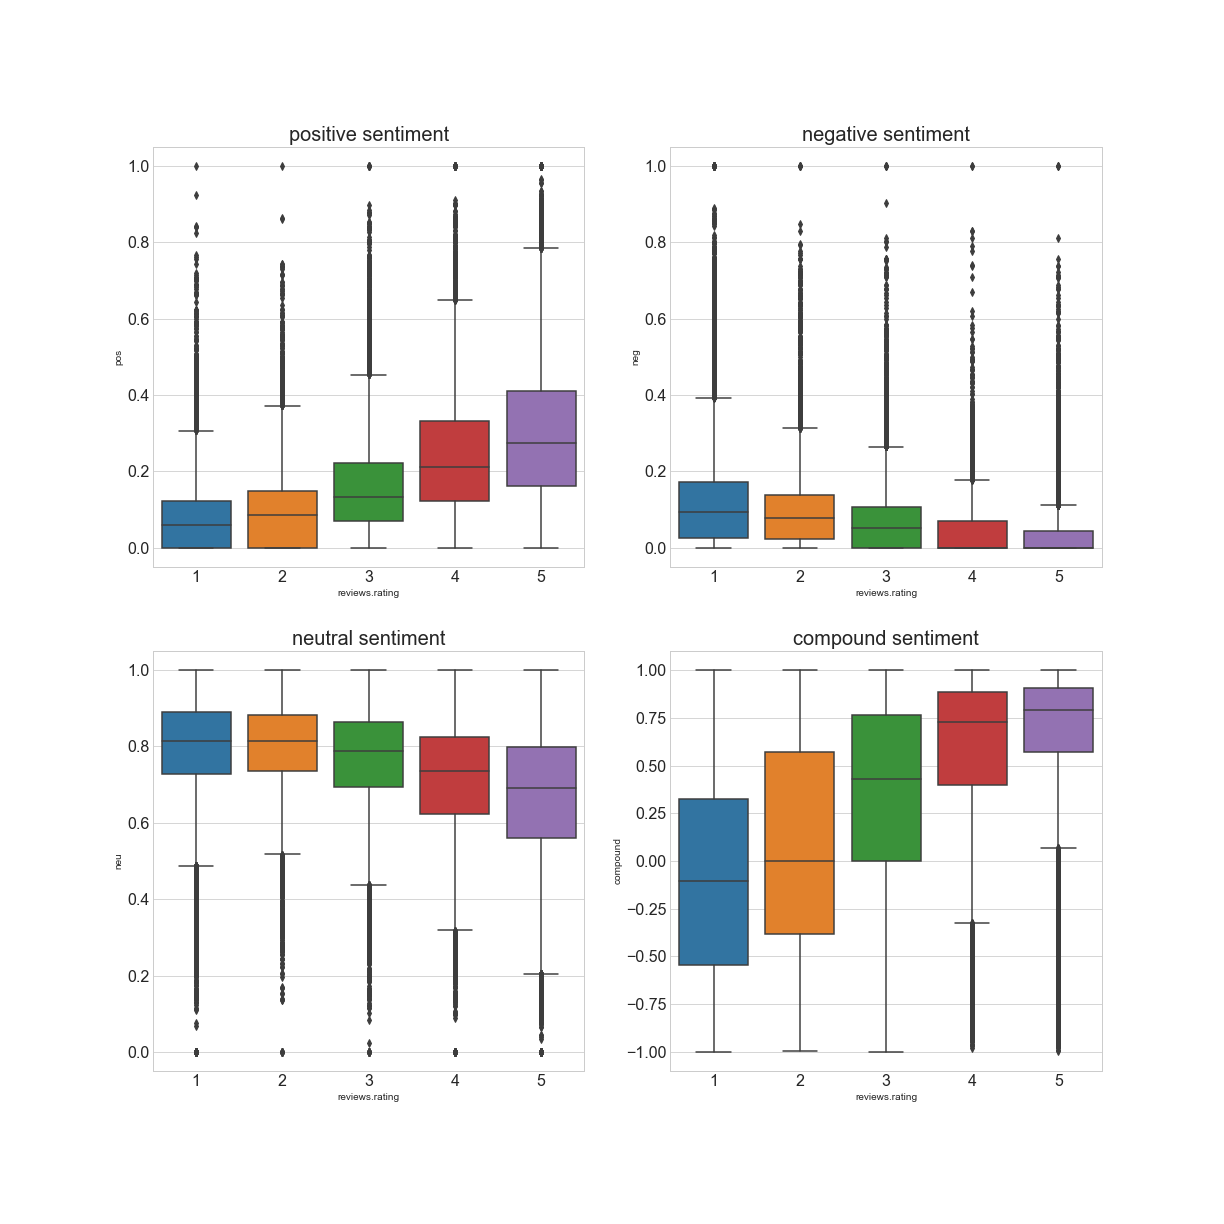 positive sentiment
1.0
0.8
0.6
0.4
0.2
0.0
pos
1 2 3 4 5
reviews.rating
negative sentiment
1.0
0.8
0.6
0.4
0.2
0.0
neg
1 2 3 4 5
reviews.rating
neutral sentiment
1.0
0.8
0.6
0.4
0.2
0.0
neu
1 2 3 4 5
reviews.rating
compound sentiment
1.00
0.75
0.50
0.25
0.00
−0.25
−0.50
−0.75
−1.00
compound
1 2 3 4 5
reviews.rating